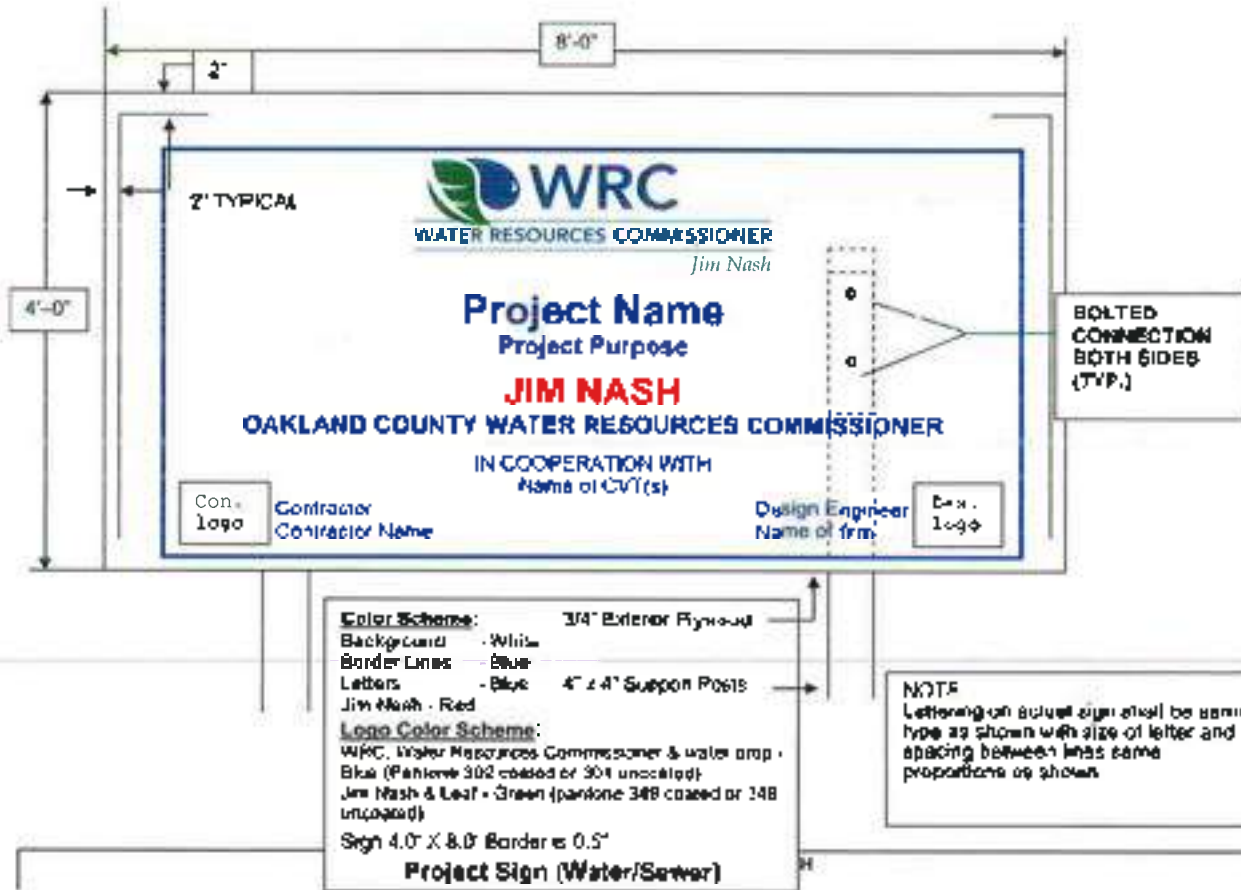 8'-0"
2"
2" TYPICAL
WRC
WATER RESOURCES COMMISSIONER
Jim Nash
4'-0"
Project Name
Project Purpose
BOLTED
CONNECTION
BOTH SIDES
(TYP.)
JIM NASH
OAKLAND COUNTY WATER RESOURCES COMMISSIONER
IN COOPERATION WITH
Name of CVT(s)
Con.
logo
Contractor
Contractor Name
Design Engineer
Name of firm
Des.
logo
Color Scheme: 3/4" Exterior Plywood
Background - White
Border Lines - Blue
Letters - Blue 4" x 4" Support Posts
Jim Nash - Red
Logo Color Scheme:
WRC, Water Resources Commissioner & water drop -
Blue (Pantone 302 coated or 301 uncoated)
Jim Nash & Leaf - Green (pantone 349 coated or 348
uncoated)
Sign 4.0" X 8.0" Border is 0.5"
Project Sign (Water/Sewer)
NOTE
Lettering on actual sign shall be same
type as shown with size of letter and
spacing between lines same
proportions as shown
H